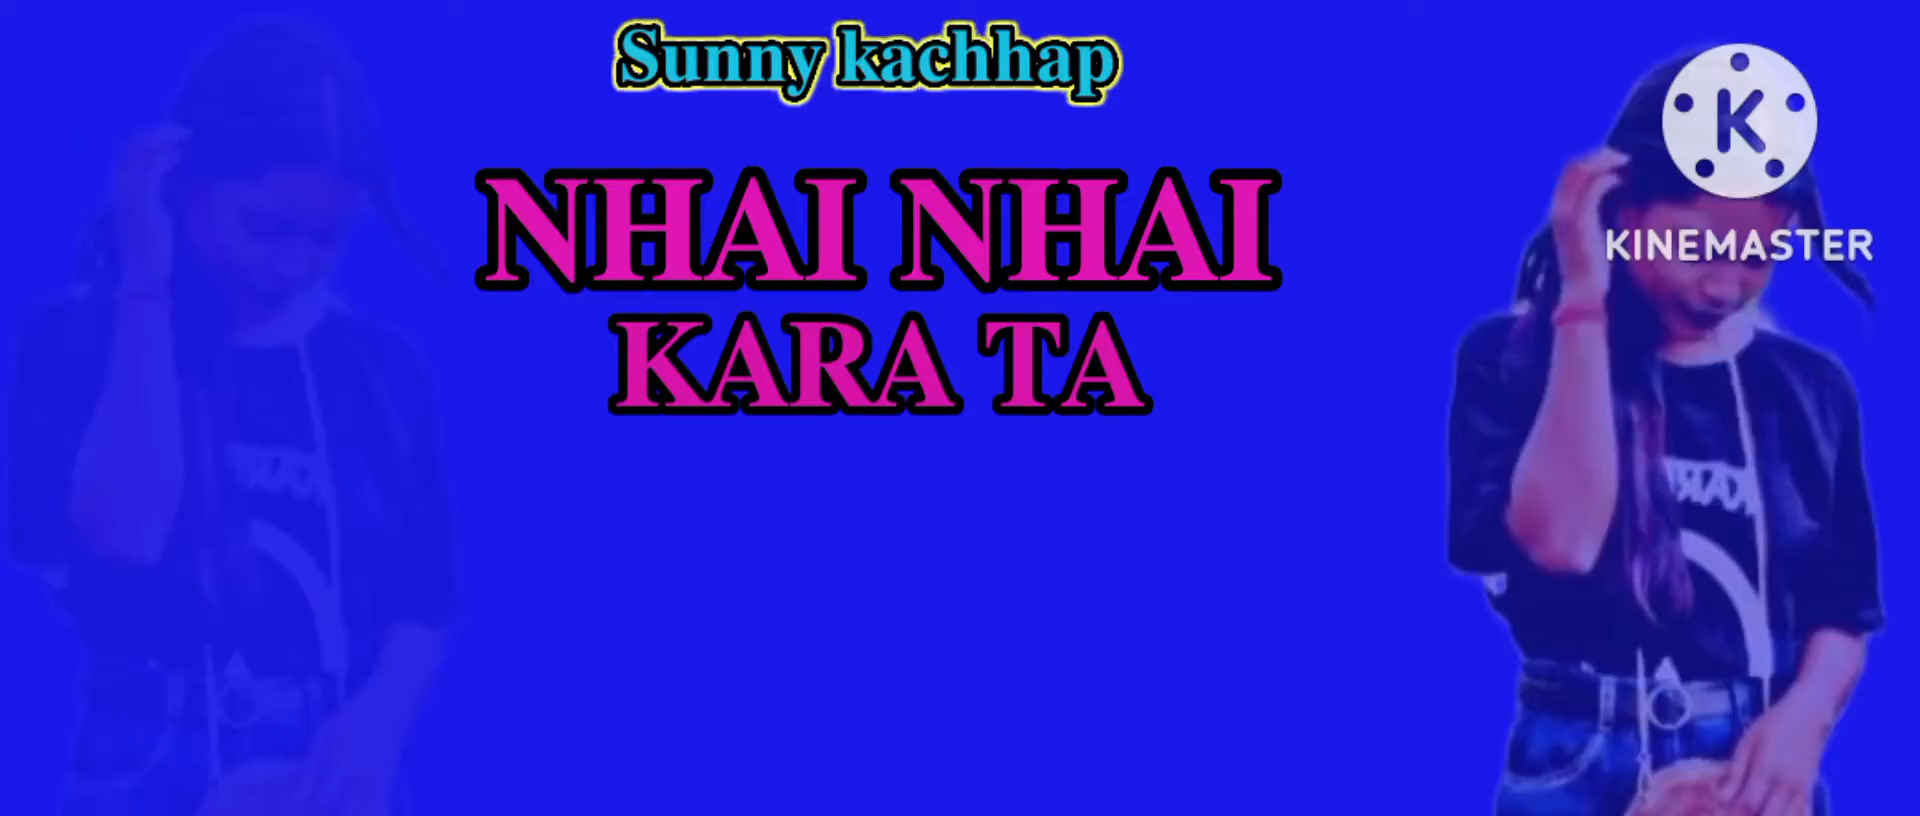 Sunny kachhap
NHAI NHAI
KARA TA
K
KINEMASTER